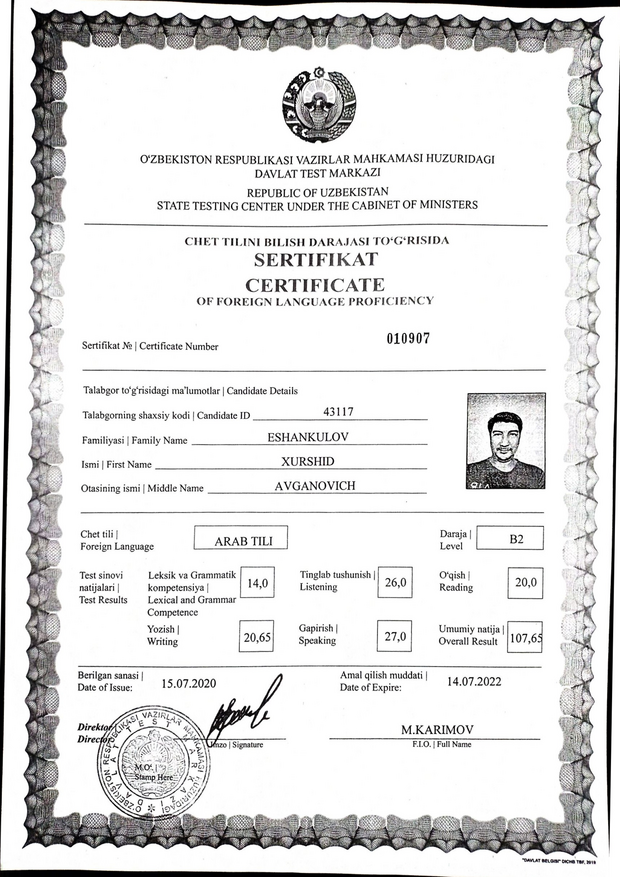 O'ZBEKISTON RESPUBLIKASI VAZIRLAR MAHKAMASI HUZURIDAGI
DAVLAT TEST MARKAZI
REPUBLIC OF UZBEKISTAN
STATE TESTING CENTER UNDER THE CABINET OF MINISTERS
CHET TILINI BILISH DARAJASI TO'G'RISIDA
SERTIFIKAT
CERTIFICATE
OF FOREIGN LANGUAGE PROFICIENCY
Sertifikat № | Certificate Number 010907
Talabgor to'g'risidagi ma'lumotlar | Candidate Details
Talabgorning shaxsiy kodi | Candidate ID 43117
Familiyasi | Family Name ESHANKULOV
Ismi | First Name XURSHID
Otasining ismi | Middle Name AVGANOVICH
Chet tili |
Foreign Language
ARAB TILI
Daraja |
Level
B2
Test sinovi
natijalari |
Test Results
Leksik va Grammatik
kompetensiya |
Lexical and Grammar
Competence
14,0
Tinglab tushunish |
Listening
26,0
O'qish |
Reading
20,0
Yozish |
Writing
20,65
Gapirish |
Speaking
27,0
Umumiy natija |
Overall Result
107,65
Berilgan sanasi |
Date of Issue: 15.07.2020
Amal qilish muddati |
Date of Expire: 14.07.2022
Direktor
Director
Imzo | Signature
M.KARIMOV
F.I.O. | Full Name
O'ZBEKISTON RESPUBLIKASI VAZIRLAR MAHKAMASI HUZURIDAGI
DAVLAT TEST MARKAZI
M.O'. |
Stamp Here
"DAVLAT BELGISI" DICHB TBF, 2018